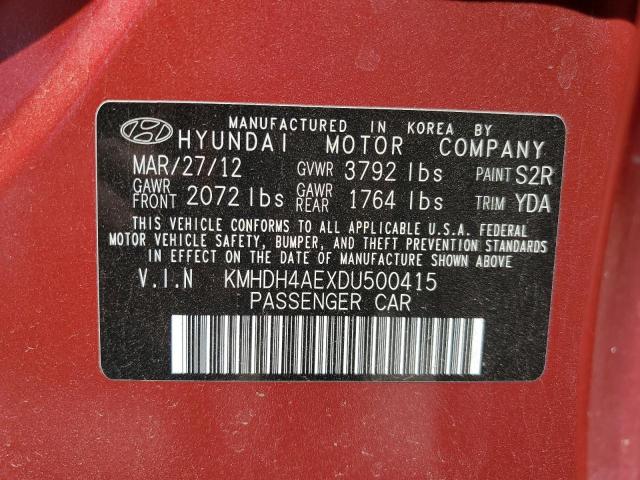 MANUFACTURED IN KOREA BY
HYUNDAI MOTOR COMPANY
MAR/27/12 GVWR 3792 lbs PAINT S2R
GAWR FRONT 2072 lbs GAWR REAR 1764 lbs TRIM YDA
THIS VEHICLE CONFORMS TO ALL APPLICABLE U.S.A. FEDERAL
MOTOR VEHICLE SAFETY, BUMPER, AND THEFT PREVENTION STANDARDS
IN EFFECT ON THE DATE OF MANUFACTURE SHOWN ABOVE
V.I.N KMHDH4AEXDU500415
PASSENGER CAR